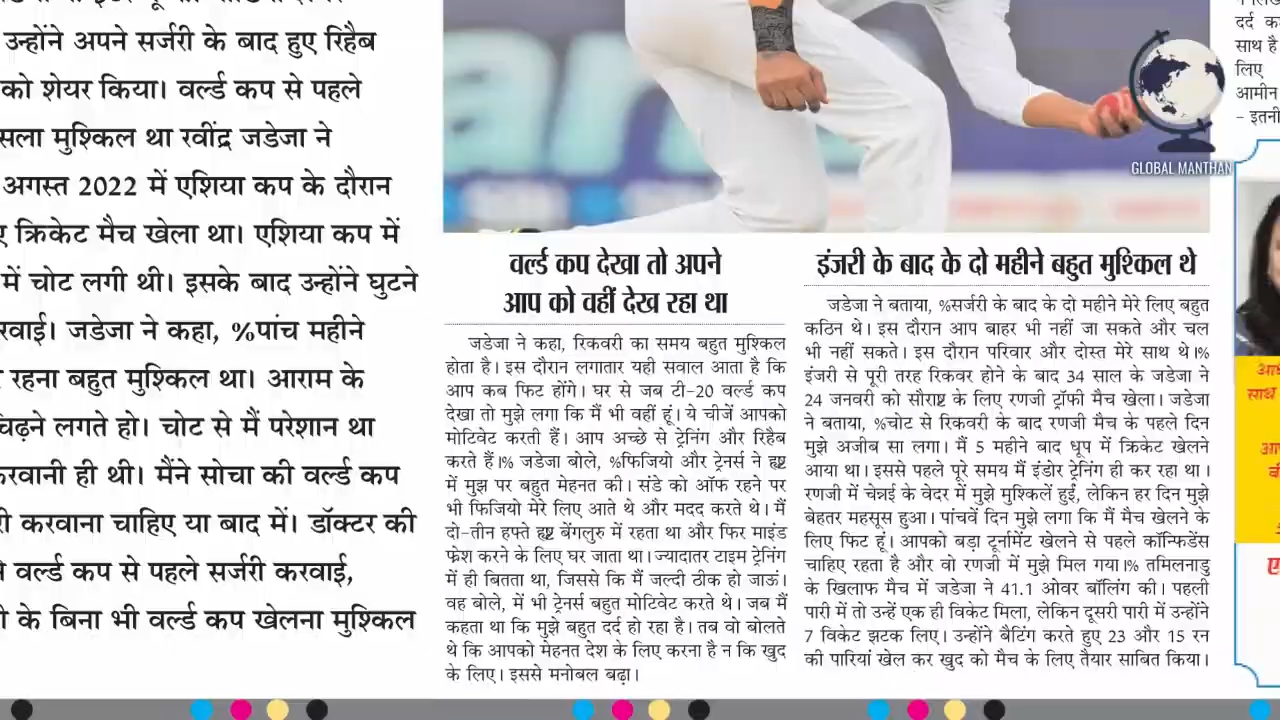 उन्होंने अपने सर्जरी के बाद हुए रिहैब
को शेयर किया। वर्ल्ड कप से पहले
मुश्किल था रवींद्र जडेजा ने
अगस्त 2022 में एशिया कप के दौरान
क्रिकेट मैच खेला था। एशिया कप में
में चोट लगी थी। इसके बाद उन्होंने घुटने
जडेजा ने कहा, %पांच महीने
रहना बहुत मुश्किल था। आराम के
लगते हो। चोट से मैं परेशान था
ही थी। मैंने सोचा की वर्ल्ड कप
करवाना चाहिए या बाद में। डॉक्टर की
वर्ल्ड कप से पहले सर्जरी करवाई,
के बिना भी वर्ल्ड कप खेलना मुश्किल
वर्ल्ड कप देखा तो अपने
आप को वहीं देख रहा था
जडेजा ने कहा, रिकवरी का समय बहुत मुश्किल
होता है। इस दौरान लगातार यही सवाल आता है कि
आप कब फिट होंगे। घर से जब टी-20 वर्ल्ड कप
देखा तो मुझे लगा कि मैं भी वहीं हूं। ये चीजें आपको
मोटिवेट करती हैं। आप अच्छे से ट्रेनिंग और रिहैब
करते हैं।% जडेजा बोले, %फिजियो और ट्रेनर्स ने हृष्ट
में मुझ पर बहुत मेहनत की। संडे को ऑफ रहने पर
भी फिजियो मेरे लिए आते थे और मदद करते थे। मैं
दो-तीन हफ्ते हृष्ट बेंगलुरु में रहता था और फिर माइंड
फ्रेश करने के लिए घर जाता था। ज्यादातर टाइम ट्रेनिंग
में ही बितता था, जिससे कि मैं जल्दी ठीक हो जाऊं।
वह बोले, में भी ट्रेनर्स बहुत मोटिवेट करते थे। जब मैं
कहता था कि मुझे बहुत दर्द हो रहा है। तब वो बोलते
थे कि आपको मेहनत देश के लिए करना है न कि खुद
के लिए। इससे मनोबल बढ़ा।
इंजरी के बाद के दो महीने बहुत मुश्किल थे
जडेजा ने बताया, %सर्जरी के बाद के दो महीने मेरे लिए बहुत
कठिन थे। इस दौरान आप बाहर भी नहीं जा सकते और चल
भी नहीं सकते। इस दौरान परिवार और दोस्त मेरे साथ थे।%
इंजरी से पूरी तरह रिकवर होने के बाद 34 साल के जडेजा ने
24 जनवरी को सौराष्ट्र के लिए रणजी ट्रॉफी मैच खेला। जडेजा
ने बताया, %चोट से रिकवरी के बाद रणजी मैच के पहले दिन
मुझे अजीब सा लगा। मैं 5 महीने बाद धूप में क्रिकेट खेलने
आया था। इससे पहले पूरे समय मैं इंडोर ट्रेनिंग ही कर रहा था।
रणजी में चेन्नई के वेदर में मुझे मुश्किलें हुईं, लेकिन हर दिन मुझे
बेहतर महसूस हुआ। पांचवें दिन मुझे लगा कि मैं मैच खेलने के
लिए फिट हूं। आपको बड़ा टूर्नामेंट खेलने से पहले कॉन्फिडेंस
चाहिए रहता है और वो रणजी में मुझे मिल गया।% तमिलनाडु
के खिलाफ मैच में जडेजा ने 41.1 ओवर बॉलिंग की। पहली
पारी में तो उन्हें एक ही विकेट मिला, लेकिन दूसरी पारी में उन्होंने
7 विकेट झटक लिए। उन्होंने बैटिंग करते हुए 23 और 15 रन
की पारियां खेल कर खुद को मैच के लिए तैयार साबित किया।
GLOBAL MANTHAN
दर्द
साथ है
लिए
आमीन
- इतनी
साथ